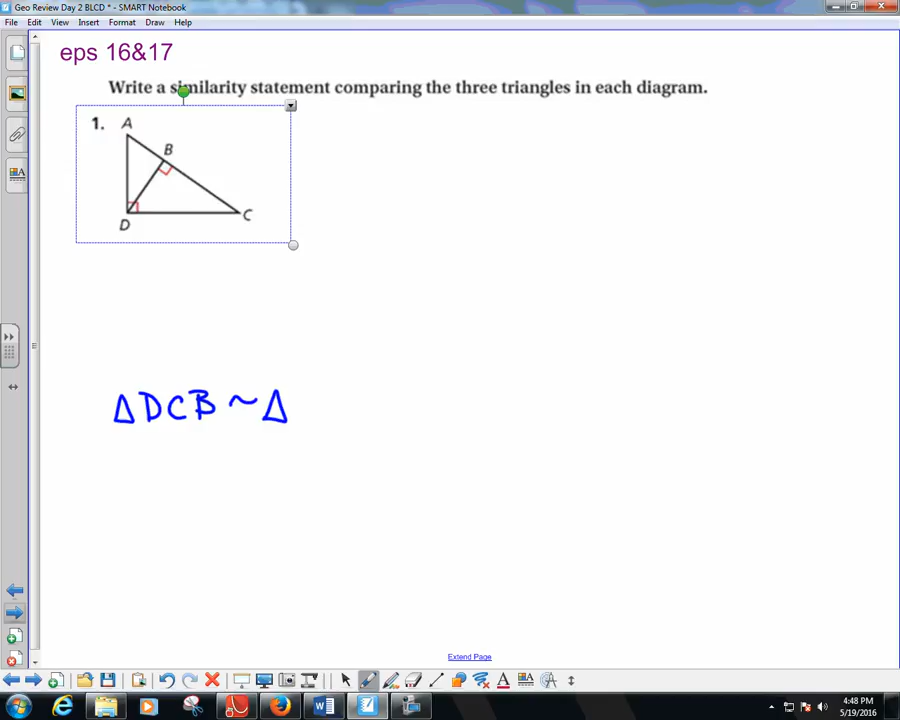 Geo Review Day 2 BLCD * - SMART Notebook
File Edit View Insert Format Draw Help
eps 16&17
Write a similarity statement comparing the three triangles in each diagram.
1.
A
B
C
D
ΔDCB ~ Δ
Extend Page
4:48 PM
5/19/2016